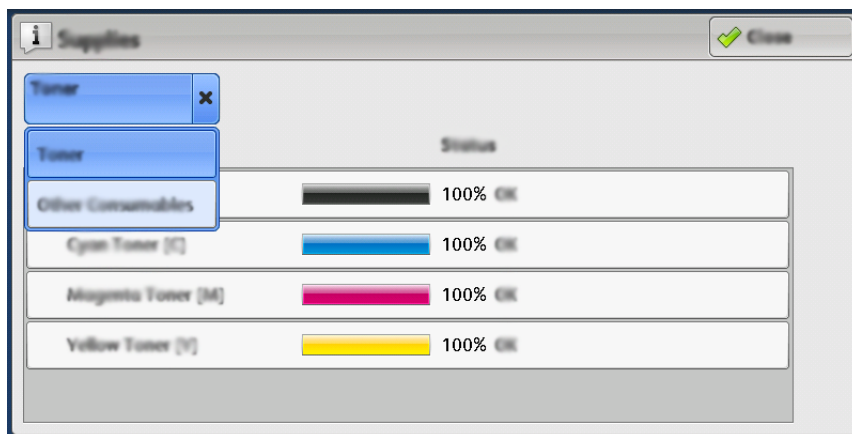 Supplies
Close
Toner
Toner
Status
Other Consumables
100% OK
Cyan Toner [C]
100% OK
Magenta Toner [M]
100% OK
Yellow Toner [Y]
100% OK